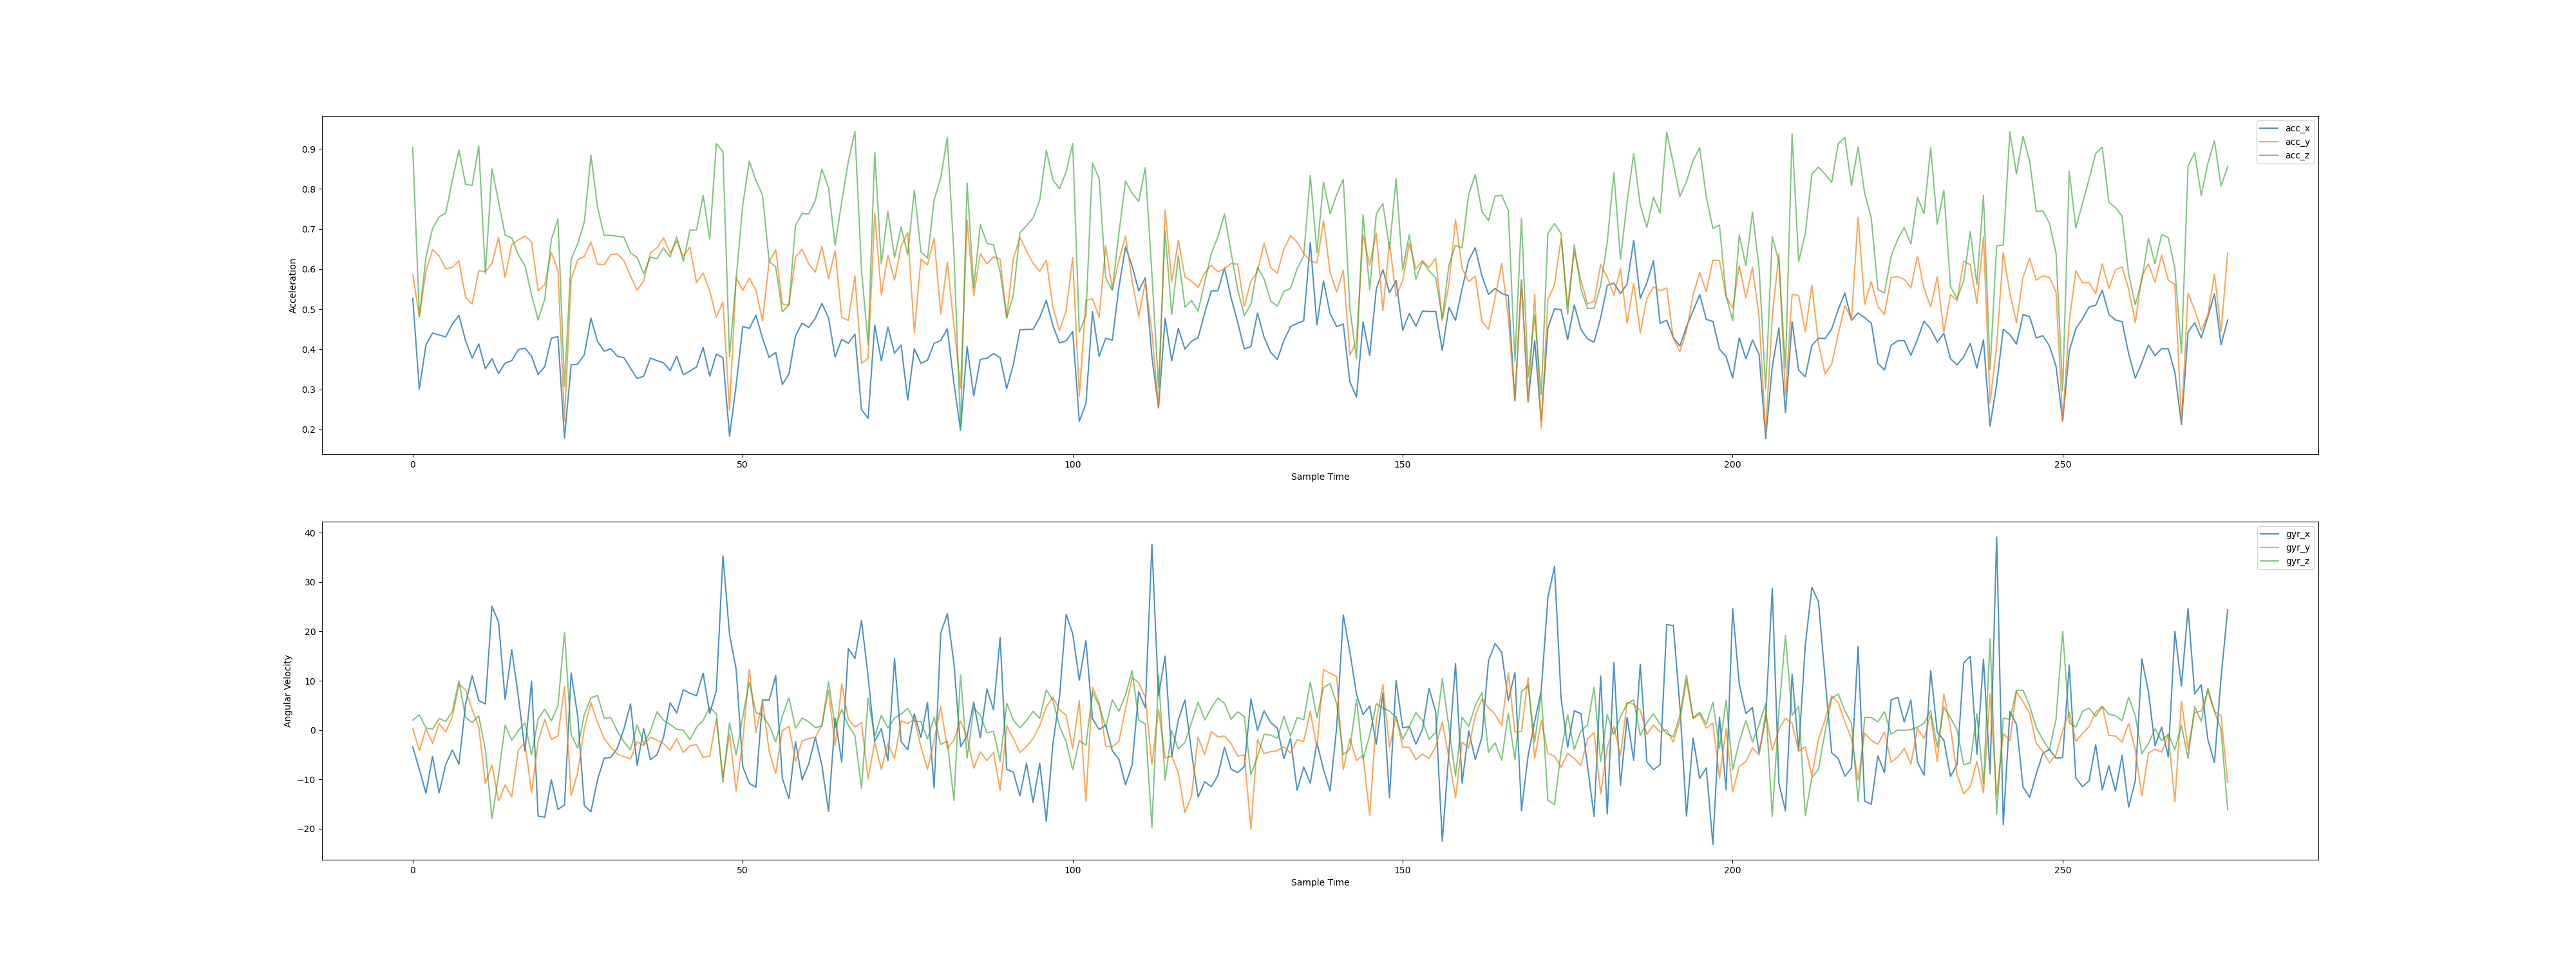 acc_x
acc_y
acc_z
Acceleration
0.9
0.8
0.7
0.6
0.5
0.4
0.3
0.2
0 50 100 150 200 250
Sample Time
gyr_x
gyr_y
gyr_z
Angular Velocity
40
30
20
10
0
−10
−20
0 50 100 150 200 250
Sample Time